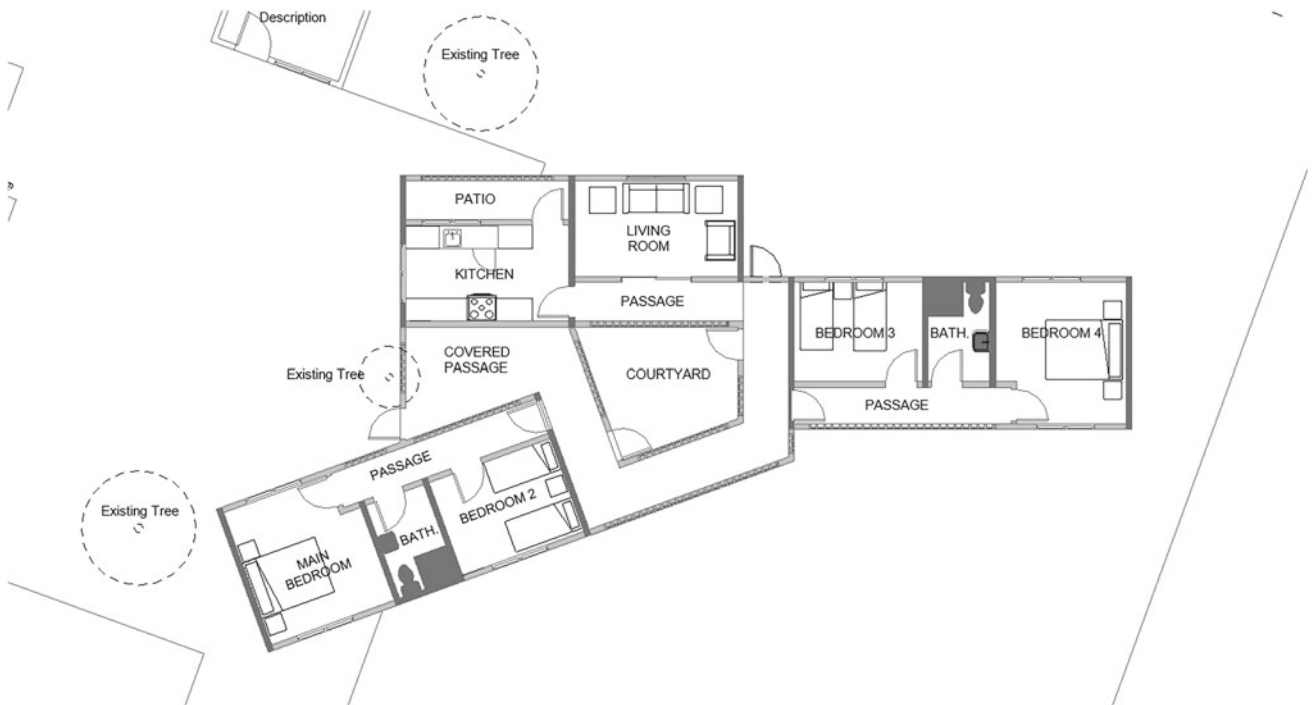 Description
Existing Tree
PATIO
LIVING
ROOM
KITCHEN
PASSAGE
BEDROOM 3
BATH.
BEDROOM 4
COVERED
PASSAGE
Existing Tree
COURTYARD
PASSAGE
PASSAGE
BEDROOM 2
Existing Tree
BATH.
MAIN
BEDROOM